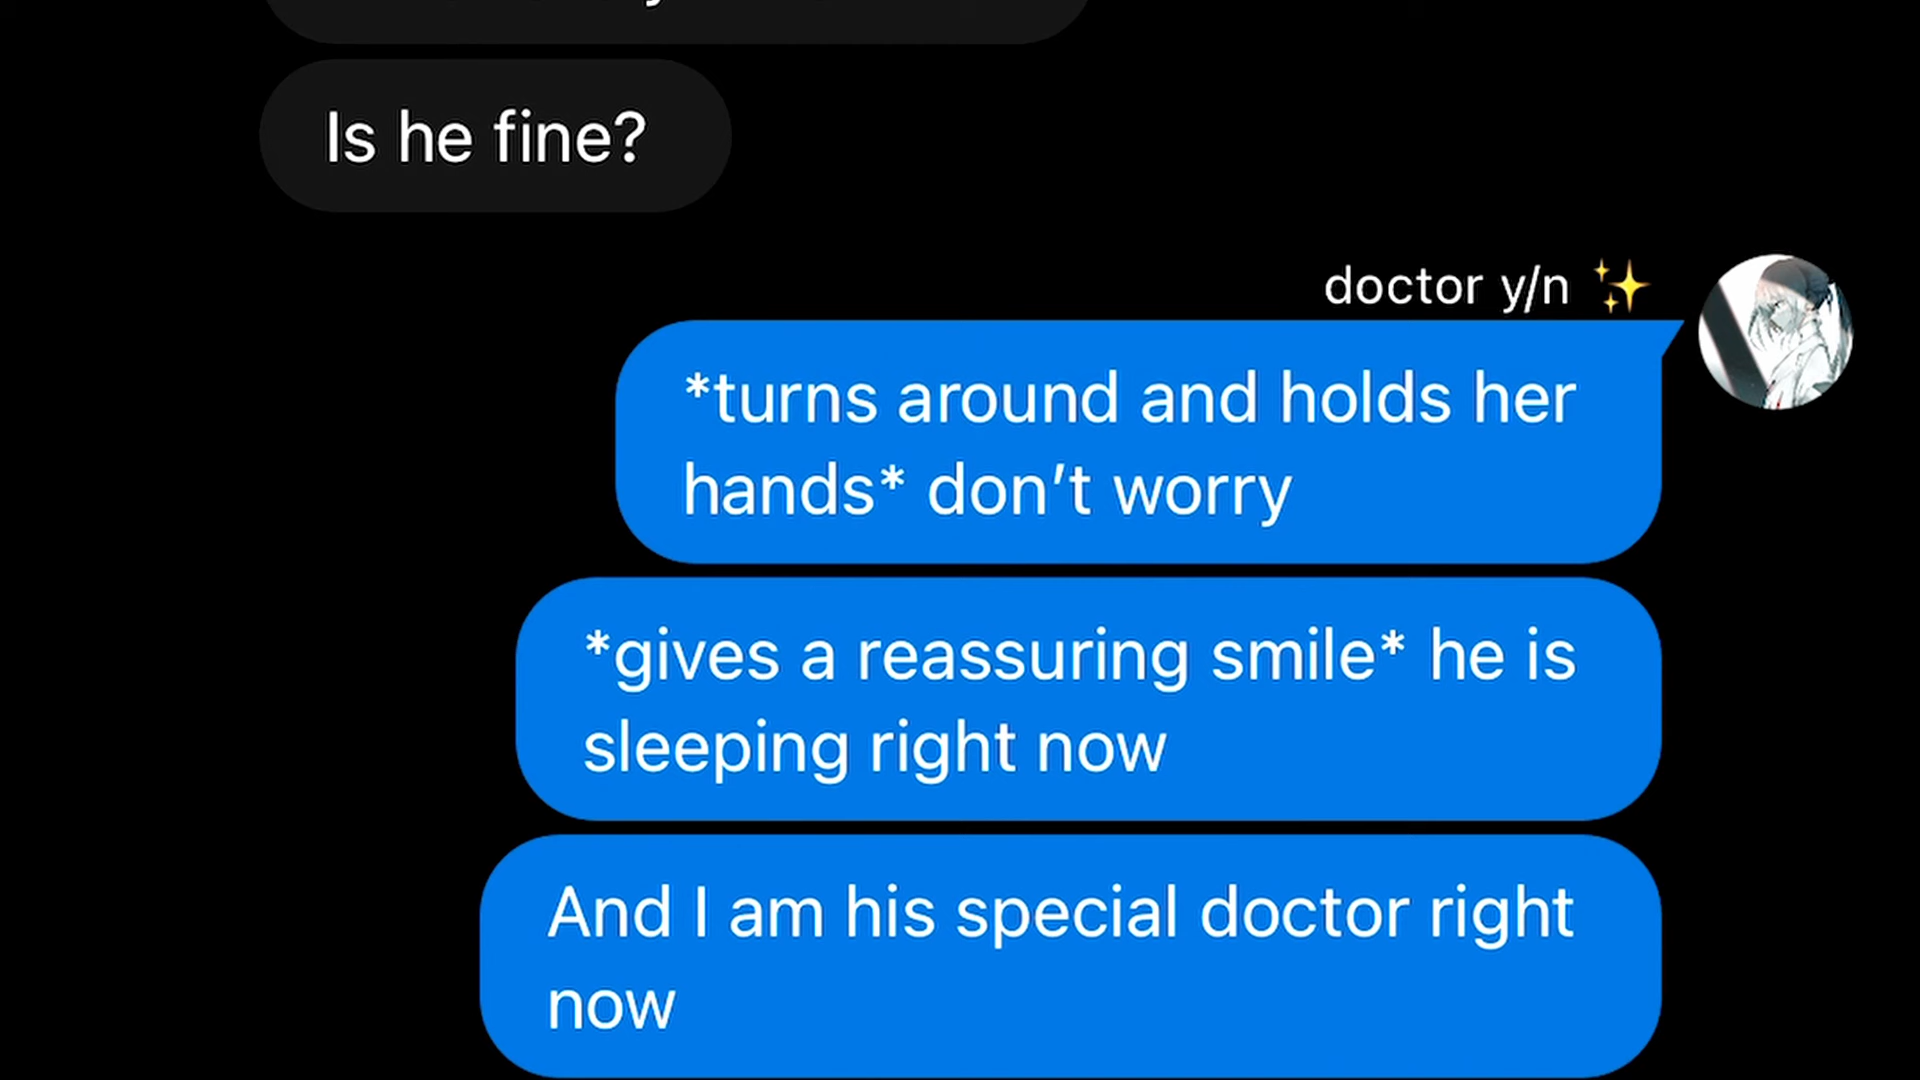 Is he fine?
doctor y/n ✨
*turns around and holds her
hands* don’t worry
*gives a reassuring smile* he is
sleeping right now
And I am his special doctor right
now